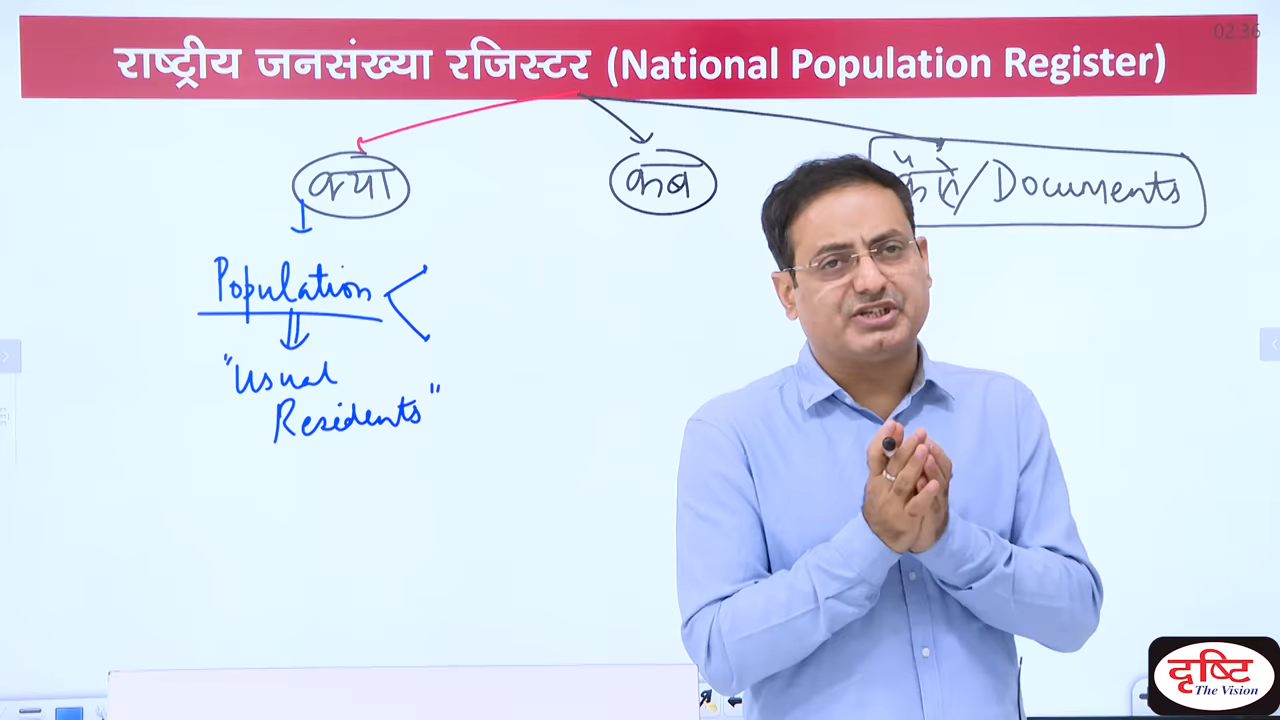 02:36
राष्ट्रीय जनसंख्या रजिस्टर (National Population Register)
क्या
कब
कैसे/Documents
Population
"Usual
Residents"
दृष्टि
The Vision